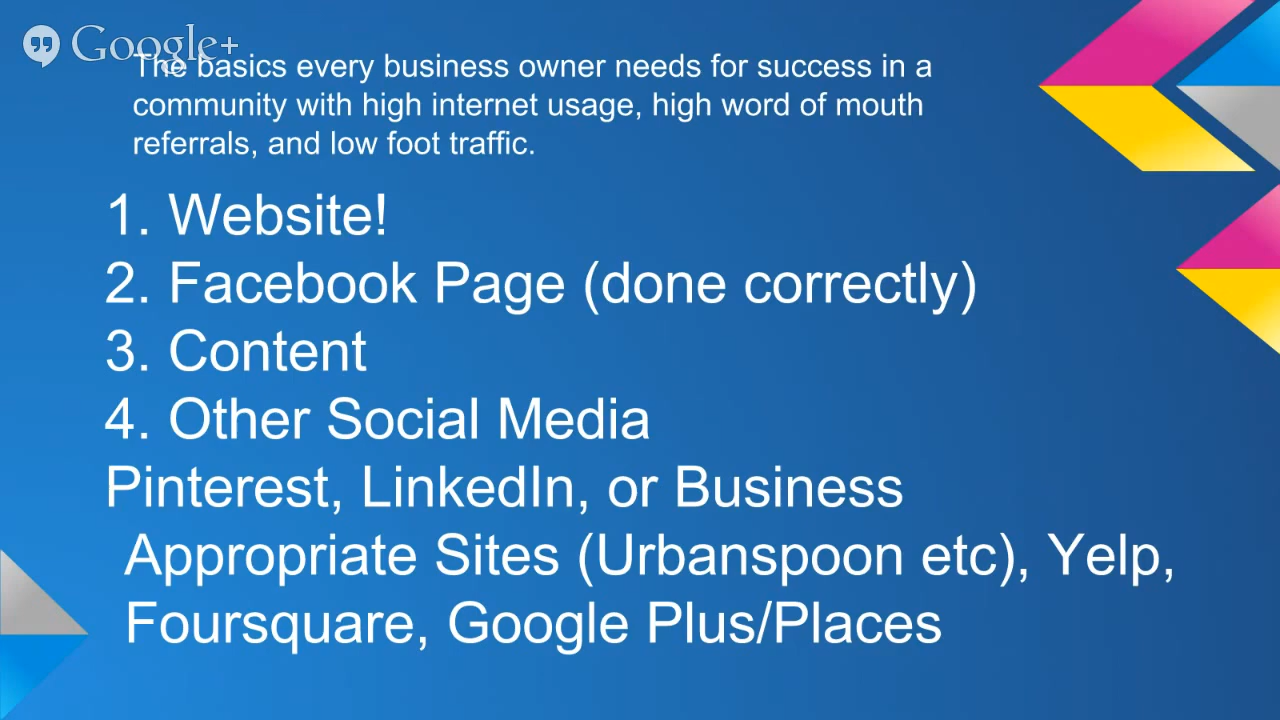 Google+
The basics every business owner needs for success in a
community with high internet usage, high word of mouth
referrals, and low foot traffic.
1. Website!
2. Facebook Page (done correctly)
3. Content
4. Other Social Media
Pinterest, LinkedIn, or Business
Appropriate Sites (Urbanspoon etc), Yelp,
Foursquare, Google Plus/Places